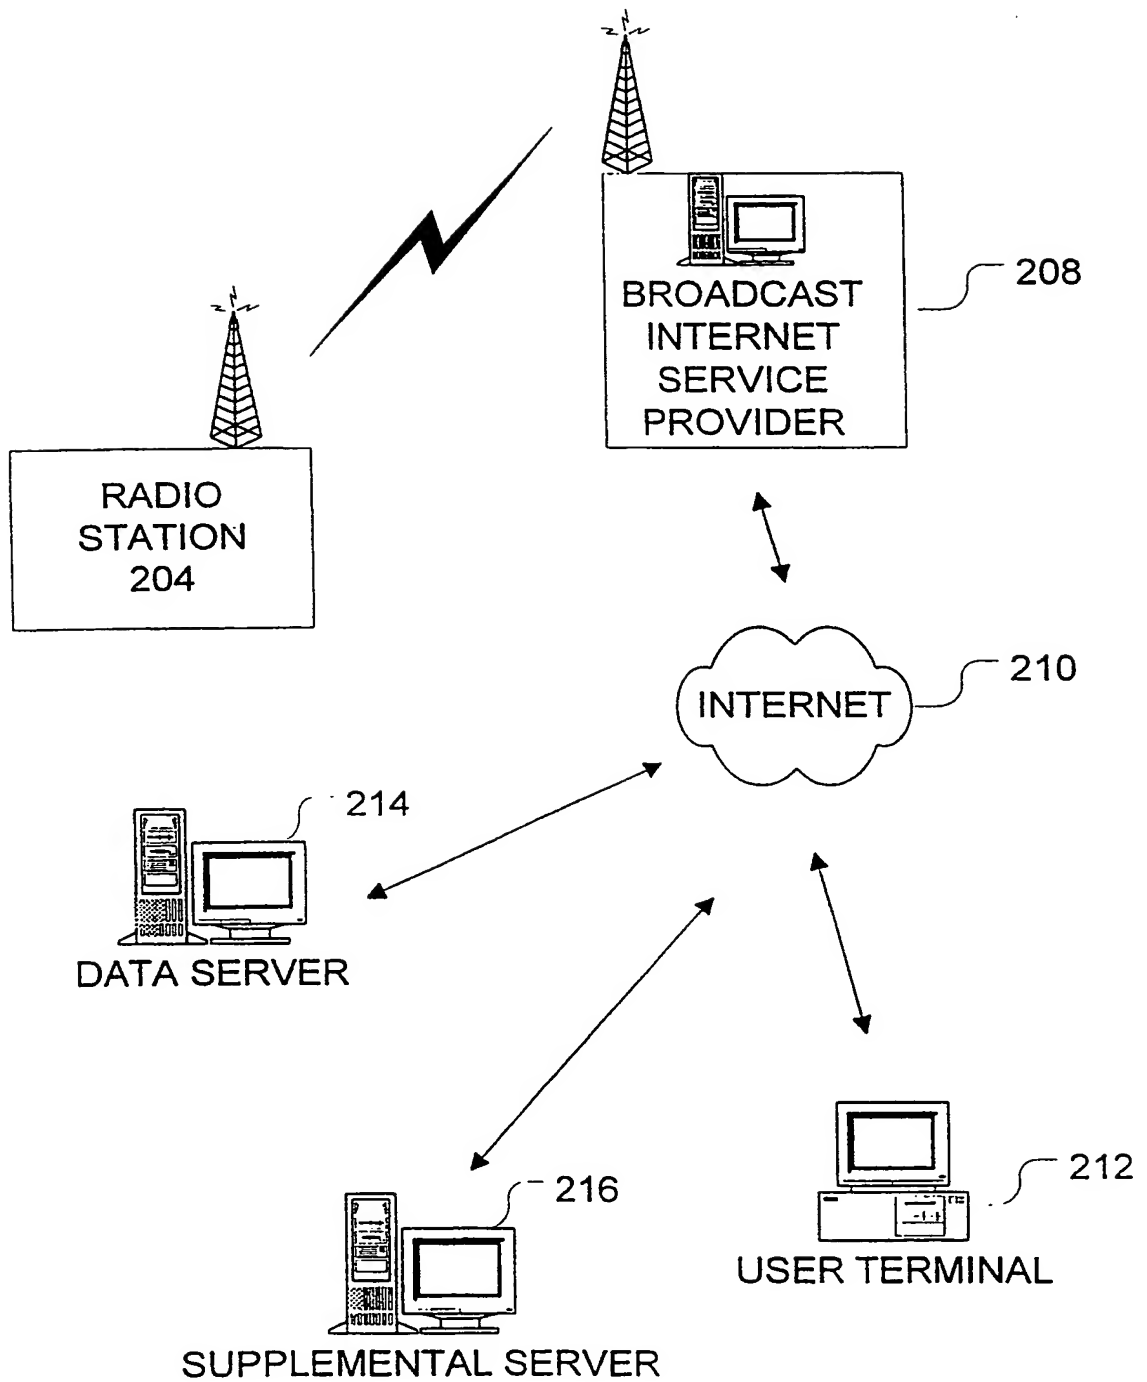 208
BROADCAST
INTERNET
SERVICE
PROVIDER
RADIO
STATION
204
210
INTERNET
214
DATA SERVER
216
212
USER TERMINAL
SUPPLEMENTAL SERVER